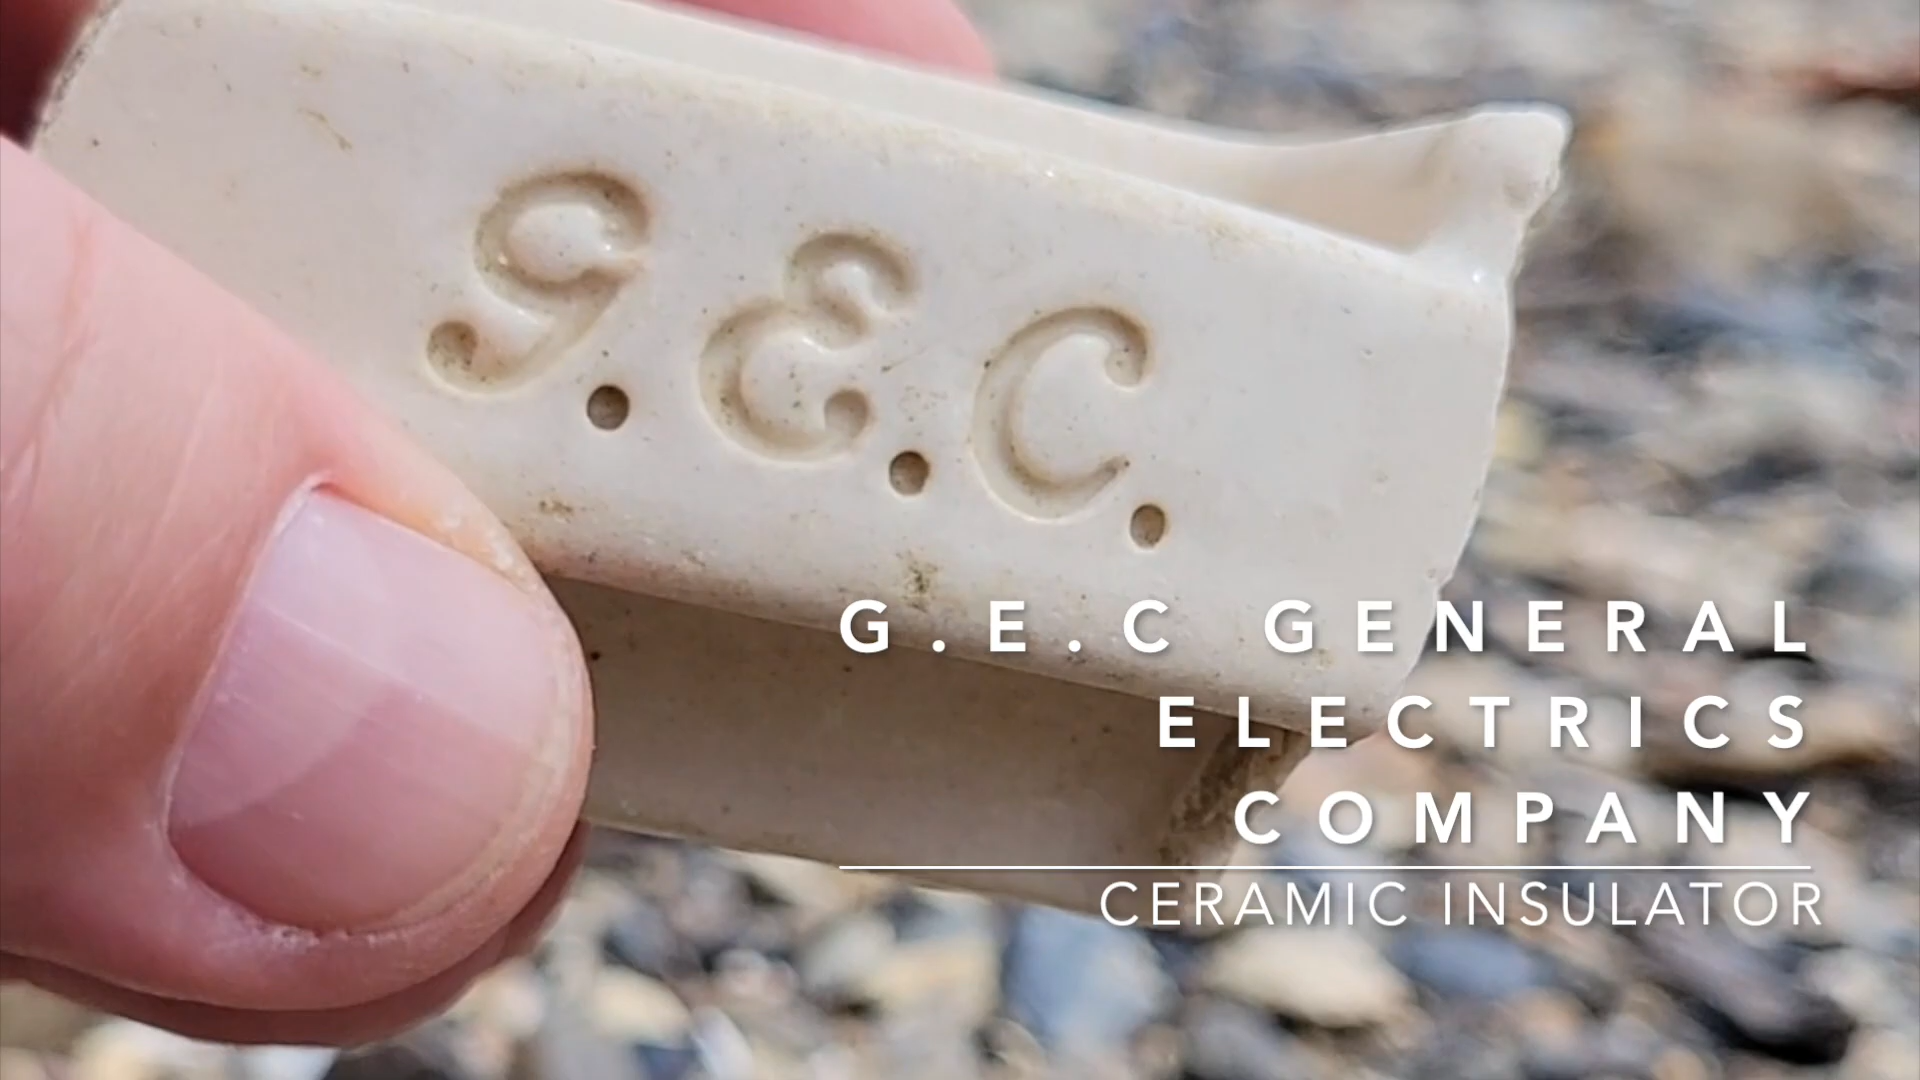 G.E.C.
G.E.C GENERAL
ELECTRICS
COMPANY
CERAMIC INSULATOR